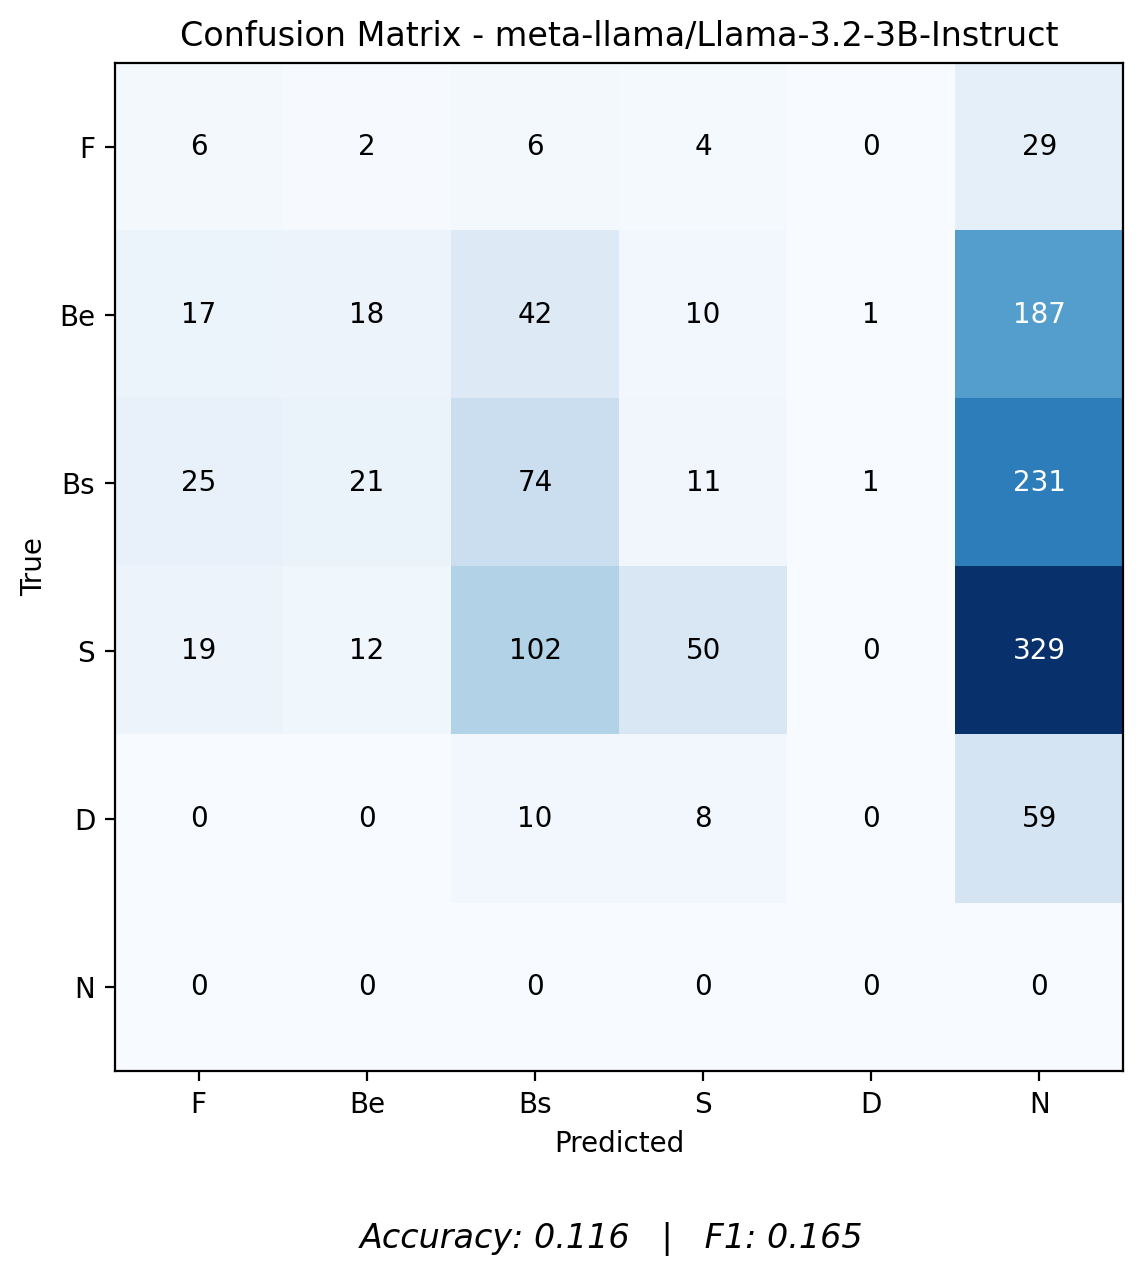 Confusion Matrix - meta-llama/Llama-3.2-3B-Instruct
F 6 2 6 4 0 29
Be 17 18 42 10 1 187
Bs 25 21 74 11 1 231
True
S 19 12 102 50 0 329
D 0 0 10 8 0 59
N 0 0 0 0 0 0
F Be Bs S D N
Predicted
Accuracy: 0.116 | F1: 0.165